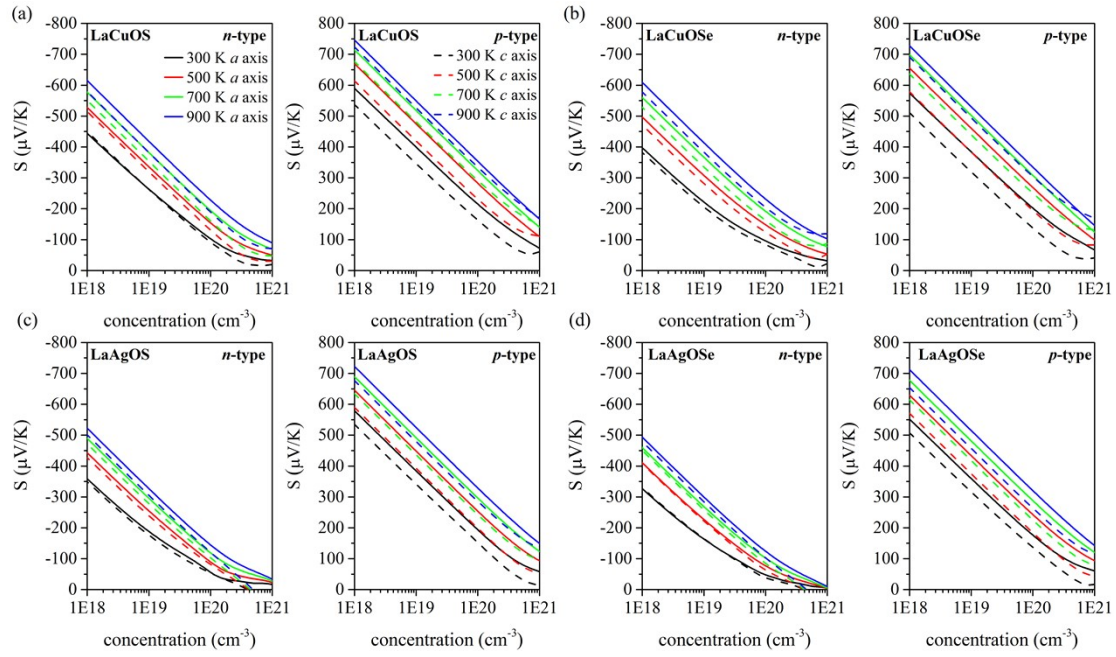 (a)
LaCuOS n-type
300 K a axis
500 K a axis
700 K a axis
900 K a axis
S (μV/K)
-800
-700
-600
-500
-400
-300
-200
-100
0
1E18 1E19 1E20 1E21
concentration (cm-3)
LaCuOS p-type
300 K c axis
500 K c axis
700 K c axis
900 K c axis
S (μV/K)
800
700
600
500
400
300
200
100
0
1E18 1E19 1E20 1E21
concentration (cm-3)
(b)
LaCuOSe n-type
S (μV/K)
-800
-700
-600
-500
-400
-300
-200
-100
0
1E18 1E19 1E20 1E21
concentration (cm-3)
LaCuOSe p-type
S (μV/K)
800
700
600
500
400
300
200
100
0
1E18 1E19 1E20 1E21
concentration (cm-3)
(c)
LaAgOS n-type
S (μV/K)
-800
-700
-600
-500
-400
-300
-200
-100
0
1E18 1E19 1E20 1E21
concentration (cm-3)
LaAgOS p-type
S (μV/K)
800
700
600
500
400
300
200
100
0
1E18 1E19 1E20 1E21
concentration (cm-3)
(d)
LaAgOSe n-type
S (μV/K)
-800
-700
-600
-500
-400
-300
-200
-100
0
1E18 1E19 1E20 1E21
concentration (cm-3)
LaAgOSe p-type
S (μV/K)
800
700
600
500
400
300
200
100
0
1E18 1E19 1E20 1E21
concentration (cm-3)